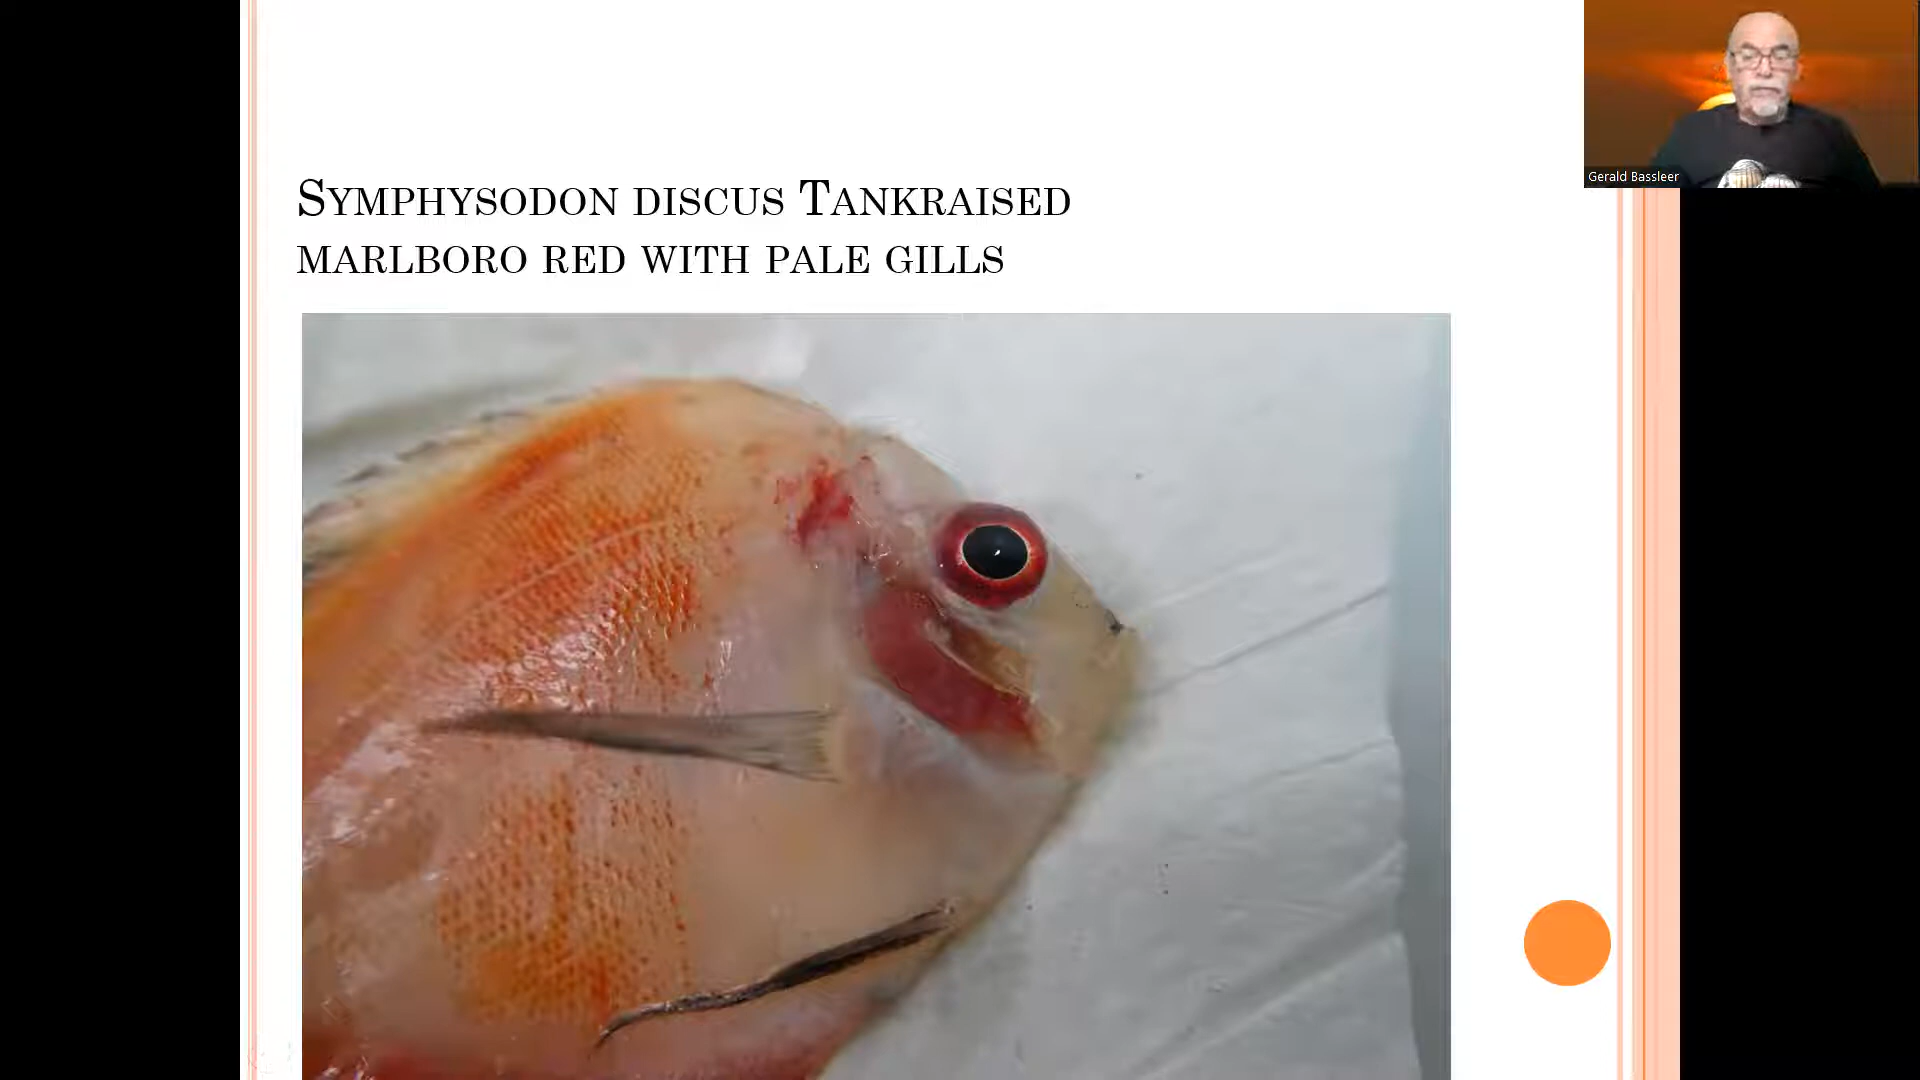 Symphysodon discus Tankraised
marlboro red with pale gills
Gerald Bassleer